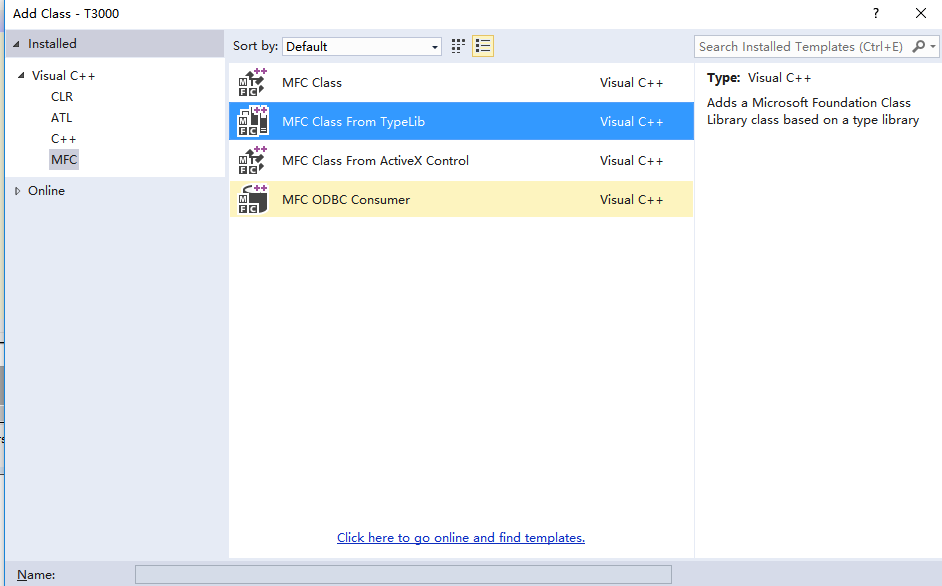 Add Class - T3000
?
Installed
Visual C++
CLR
ATL
C++
MFC
Online
Sort by: Default
Search Installed Templates (Ctrl+E)
MFC Class Visual C++
MFC Class From TypeLib Visual C++
MFC Class From ActiveX Control Visual C++
MFC ODBC Consumer Visual C++
Type: Visual C++
Adds a Microsoft Foundation Class
Library class based on a type library
Click here to go online and find templates.
Name: